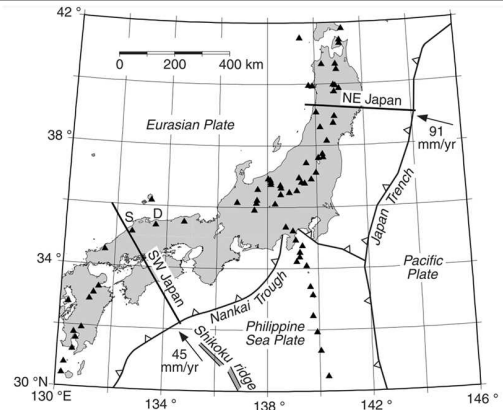 42 °
0 200 400 km
NE Japan
Eurasian Plate
91
mm/yr
38 °
Japan Trench
S D
SW Japan
34 °
Pacific
Plate
Nankai Trough
Philippine
Sea Plate
Shikoku ridge
45
mm/yr
30 °N
130 °E
134
138
142
146